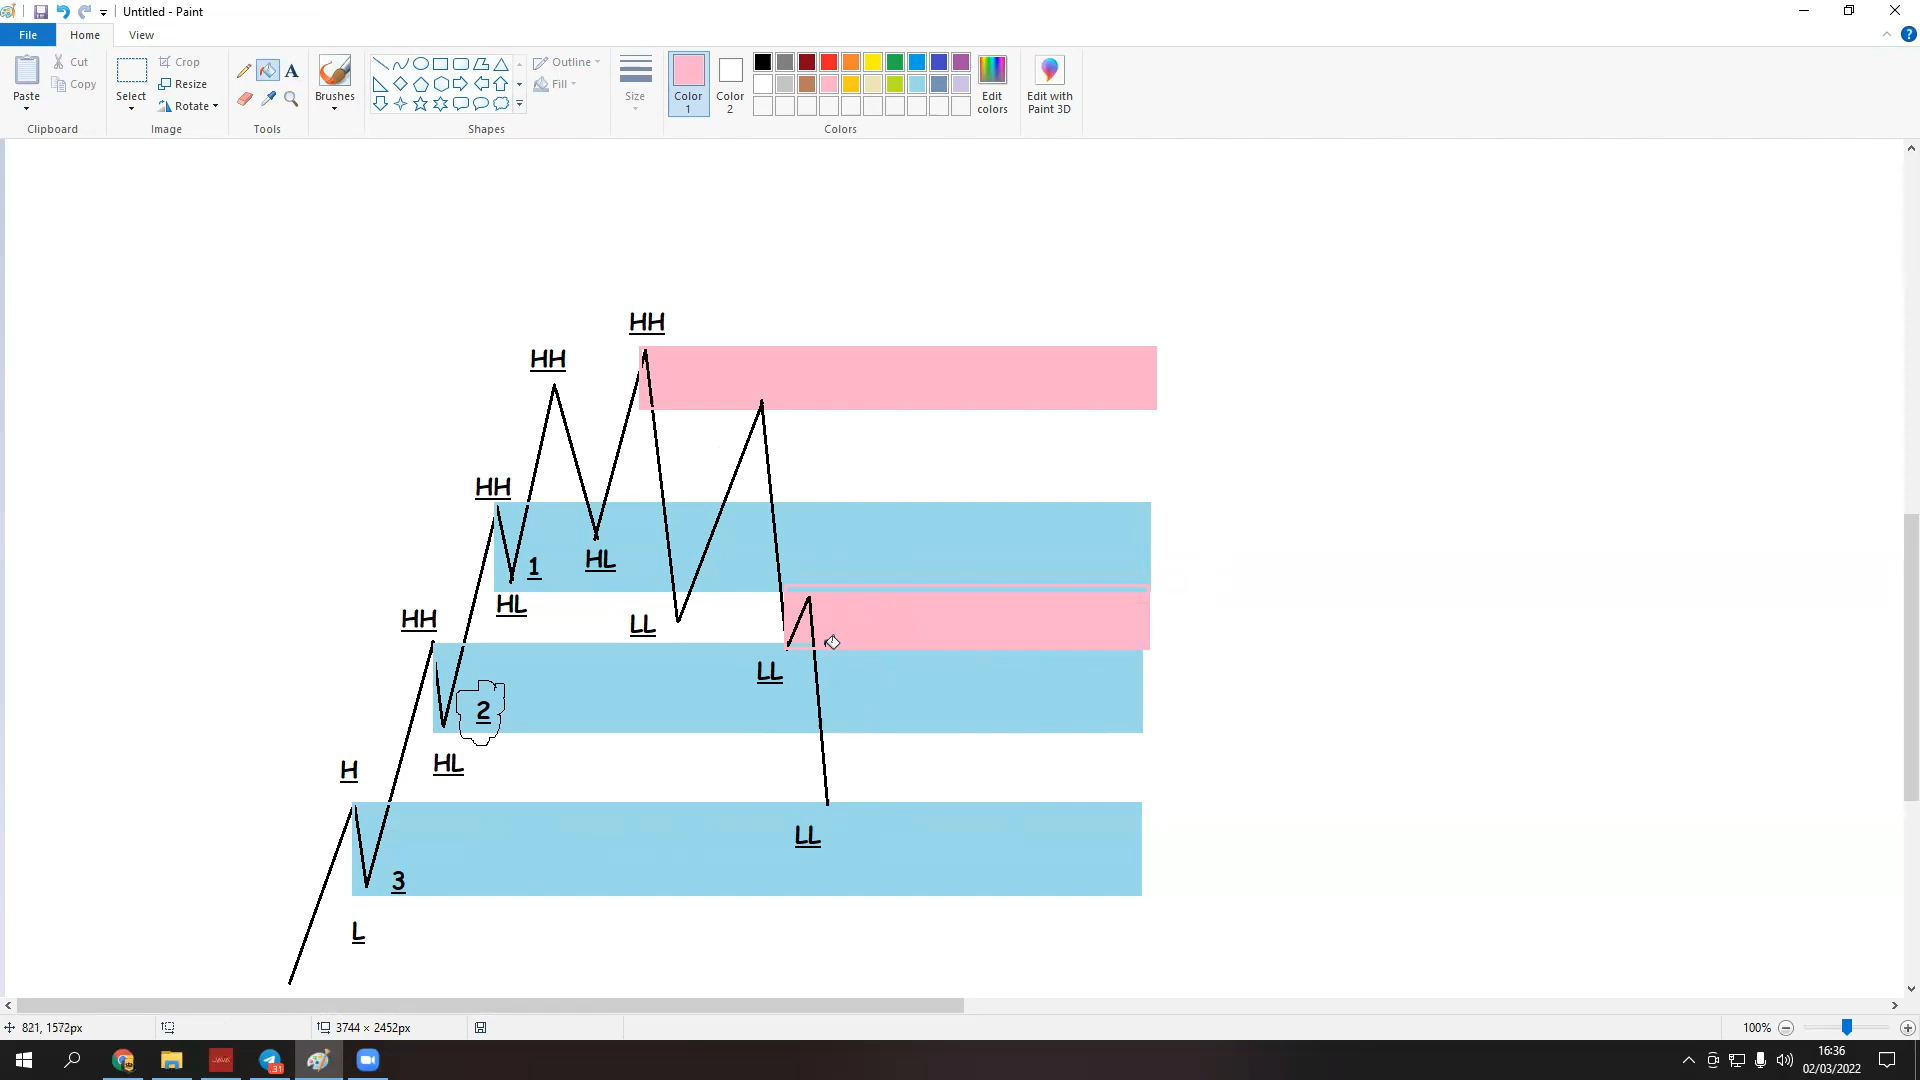 Untitled - Paint
File
Home
View
Paste
Cut
Copy
Clipboard
Select
Crop
Resize
Rotate
Image
A
Tools
Brushes
Shapes
Outline
Fill
Size
Color
1
Color
2
Edit
colors
Edit with
Paint 3D
Colors
?
HH
HH
HH
1
HL
HL
HH
LL
LL
2
HL
H
LL
3
L
821, 1572px
3744 × 2452px
100%
31
16:36
02/03/2022